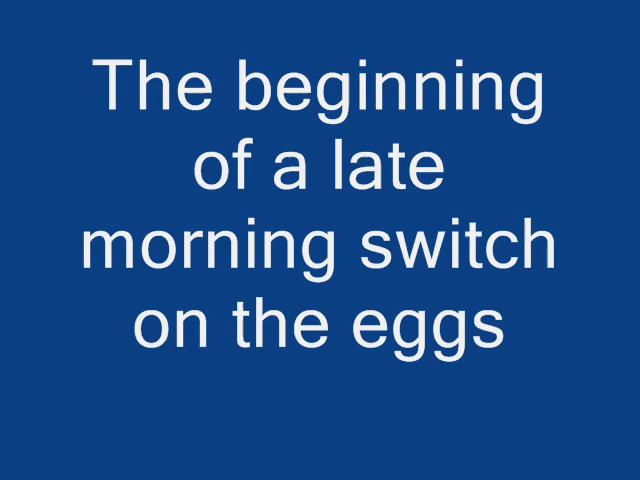 The beginning
of a late
morning switch
on the eggs